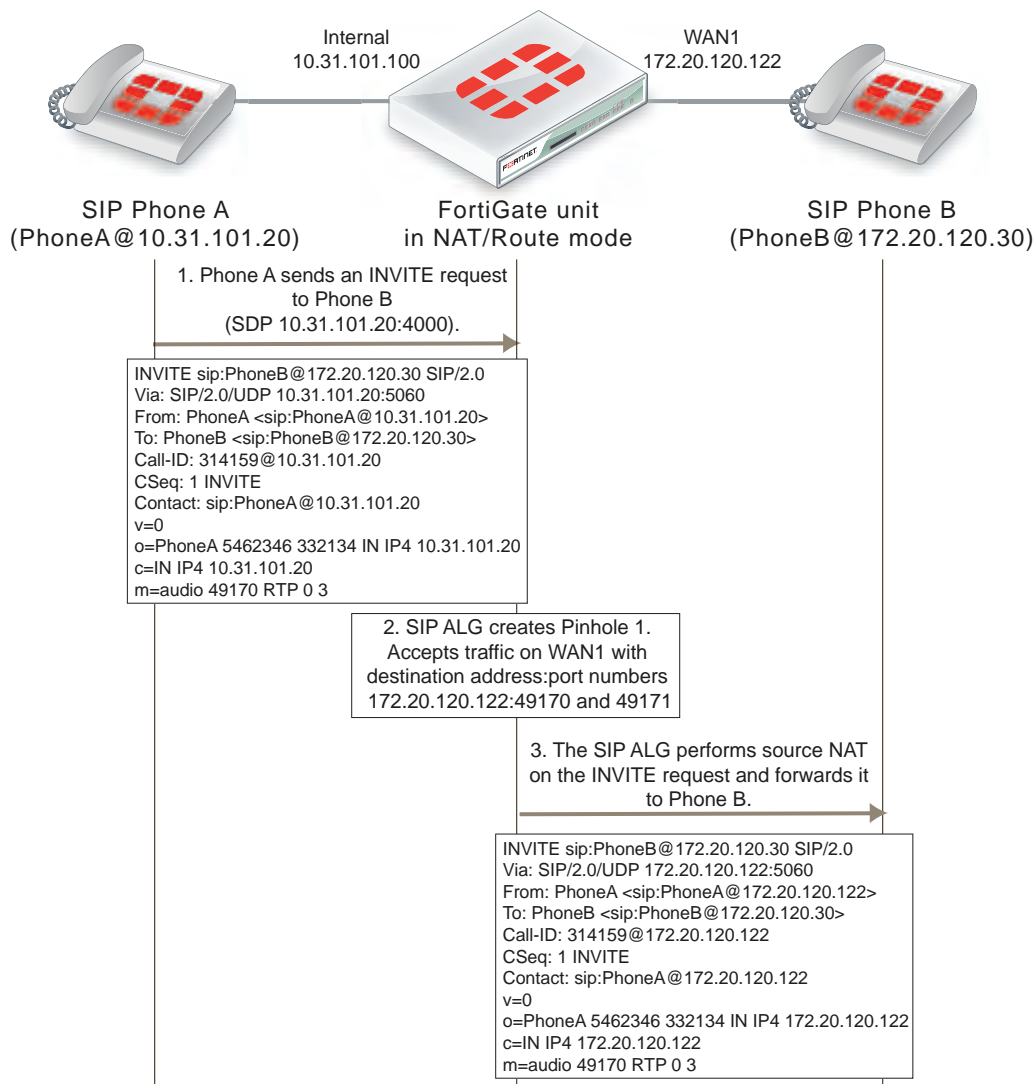 Internal
10.31.101.100
WAN1
172.20.120.122
FORTINET
SIP Phone A
(PhoneA@10.31.101.20)
FortiGate unit
in NAT/Route mode
SIP Phone B
(PhoneB@172.20.120.30)
1. Phone A sends an INVITE request
to Phone B
(SDP 10.31.101.20:4000).
INVITE sip:PhoneB@172.20.120.30 SIP/2.0
Via: SIP/2.0/UDP 10.31.101.20:5060
From: PhoneA <sip:PhoneA@10.31.101.20>
To: PhoneB <sip:PhoneB@172.20.120.30>
Call-ID: 314159@10.31.101.20
CSeq: 1 INVITE
Contact: sip:PhoneA@10.31.101.20
v=0
o=PhoneA 5462346 332134 IN IP4 10.31.101.20
c=IN IP4 10.31.101.20
m=audio 49170 RTP 0 3
2. SIP ALG creates Pinhole 1.
Accepts traffic on WAN1 with
destination address:port numbers
172.20.120.122:49170 and 49171
3. The SIP ALG performs source NAT
on the INVITE request and forwards it
to Phone B.
INVITE sip:PhoneB@172.20.120.30 SIP/2.0
Via: SIP/2.0/UDP 172.20.120.122:5060
From: PhoneA <sip:PhoneA@172.20.120.122>
To: PhoneB <sip:PhoneB@172.20.120.30>
Call-ID: 314159@172.20.120.122
CSeq: 1 INVITE
Contact: sip:PhoneA@172.20.120.122
v=0
o=PhoneA 5462346 332134 IN IP4 172.20.120.122
c=IN IP4 172.20.120.122
m=audio 49170 RTP 0 3